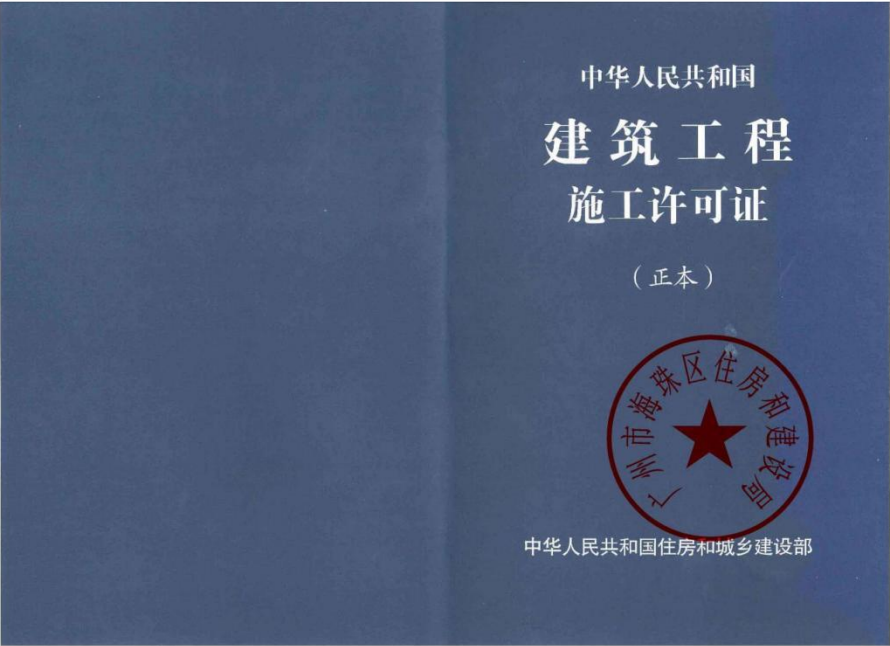 中华人民共和国
建筑工程
施工许可证
（正本）
广州市海珠区住房和建设局
中华人民共和国住房和城乡建设部